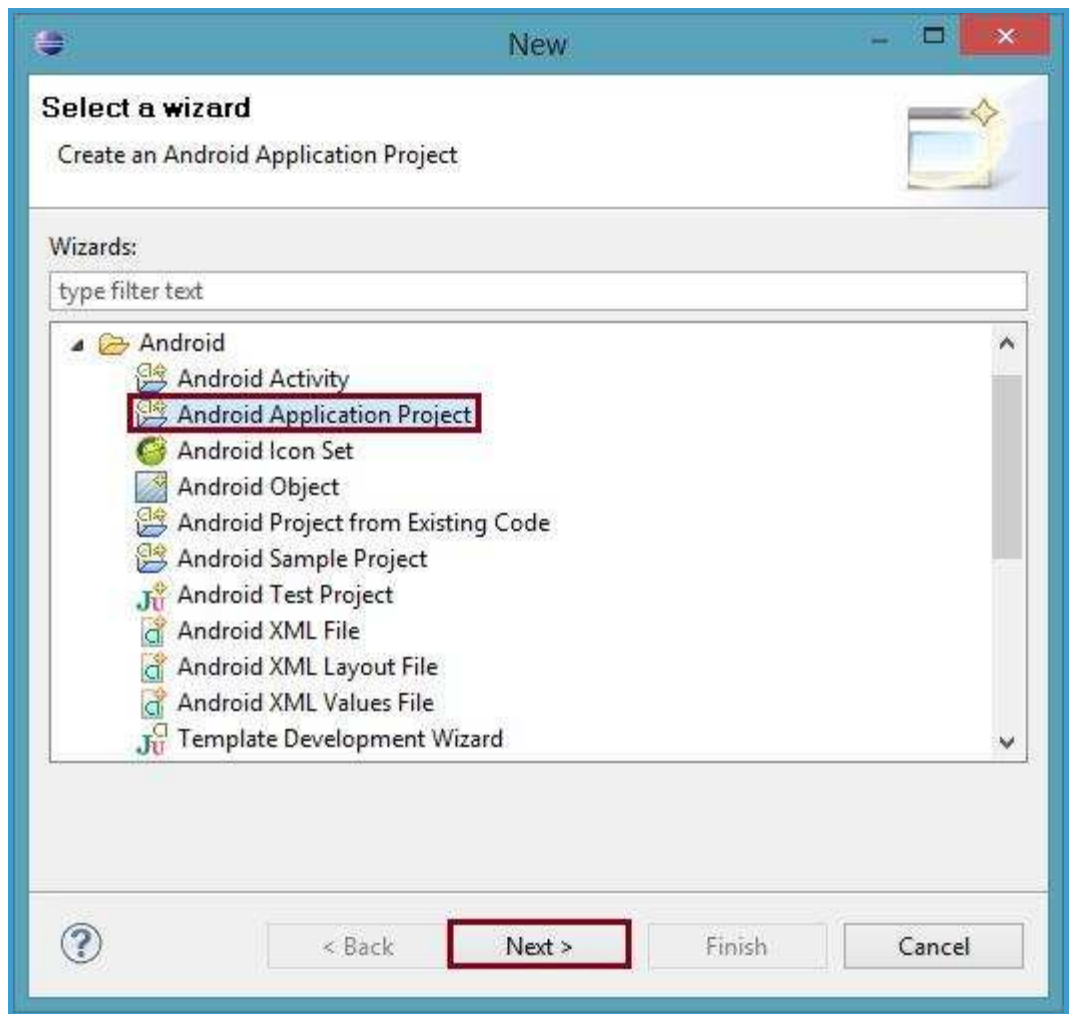 New
Select a wizard
Create an Android Application Project
Wizards:
type filter text
Android
Android Activity
Android Application Project
Android Icon Set
Android Object
Android Project from Existing Code
Android Sample Project
Android Test Project
Android XML File
Android XML Layout File
Android XML Values File
Template Development Wizard
< Back Next > Finish Cancel